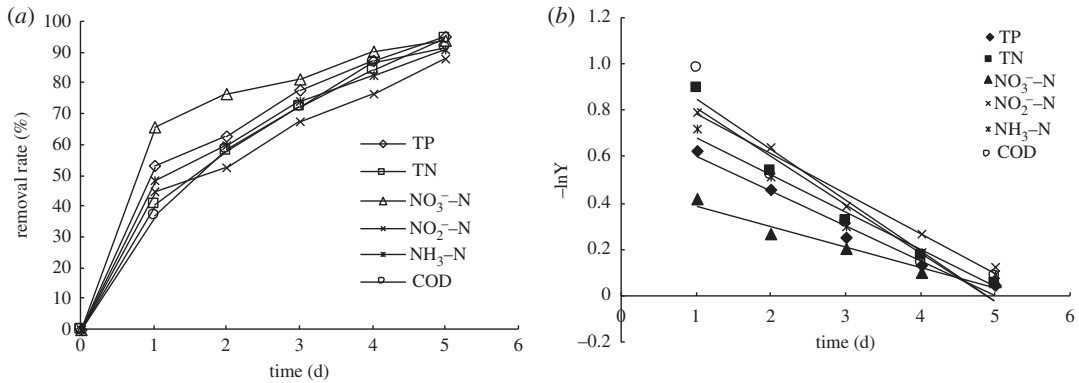 (a)
100
90
80
70
60
50
40
30
20
10
0
removal rate (%)
0 1 2 3 4 5 6
time (d)
TP
TN
NO₃⁻–N
NO₂⁻–N
NH₃–N
COD
(b)
1.2
1.0
0.8
0.6
0.4
0.2
0
–0.2
–lnY
1 2 3 4 5 6
time (d)
TP
TN
NO₃⁻–N
NO₂⁻–N
NH₃–N
COD